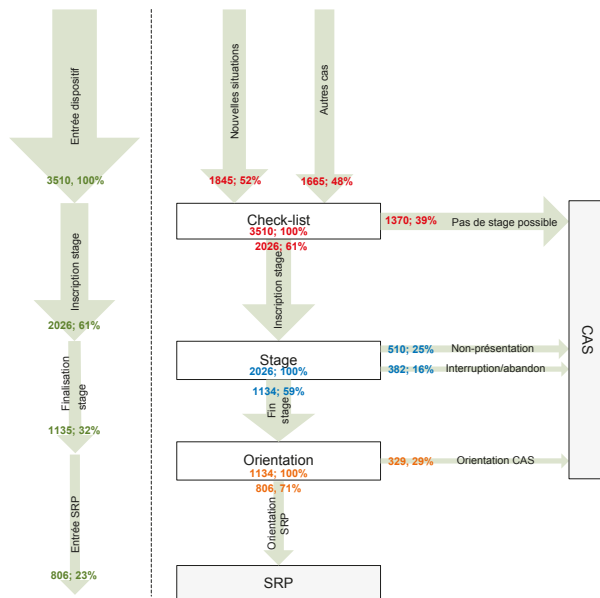 Entrée dispositif
3510, 100%
Inscription stage
2026; 61%
Finalisation
stage
1135; 32%
Entrée SRP
806; 23%
Nouvelles situations
1845; 52%
Autres cas
1665; 48%
Check-list
3510; 100%
2026; 61%
1370; 39%
Pas de stage possible
Inscription stage
Stage
2026; 100%
1134; 59%
510; 25%
Non-présentation
382; 16%
Interruption/abandon
Fin
stage
Orientation
1134; 100%
806, 71%
329, 29%
Orientation CAS
Orientation
SRP
SRP
CAS